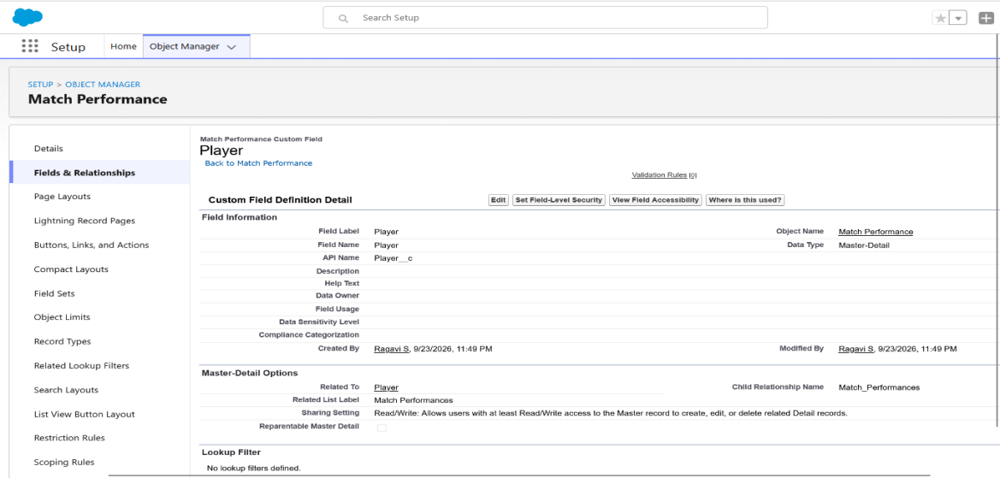 Search Setup
Setup Home Object Manager
SETUP > OBJECT MANAGER
Match Performance
Details
Fields & Relationships
Page Layouts
Lightning Record Pages
Buttons, Links, and Actions
Compact Layouts
Field Sets
Object Limits
Record Types
Related Lookup Filters
Search Layouts
List View Button Layout
Restriction Rules
Scoping Rules
Match Performance Custom Field
Player
Back to Match Performance
Validation Rules [0]
Custom Field Definition Detail Edit Set Field-Level Security View Field Accessibility Where is this used?
Field Information
Field Label Player Object Name Match Performance
Field Name Player Data Type Master-Detail
API Name Player__c
Description
Help Text
Data Owner
Field Usage
Data Sensitivity Level
Compliance Categorization
Created By Ragavi S, 9/23/2026, 11:49 PM Modified By Ragavi S, 9/23/2026, 11:49 PM
Master-Detail Options
Related To Player Child Relationship Name Match_Performances
Related List Label Match Performances
Sharing Setting Read/Write: Allows users with at least Read/Write access to the Master record to create, edit, or delete related Detail records.
Reparentable Master Detail
Lookup Filter
No lookup filters defined.